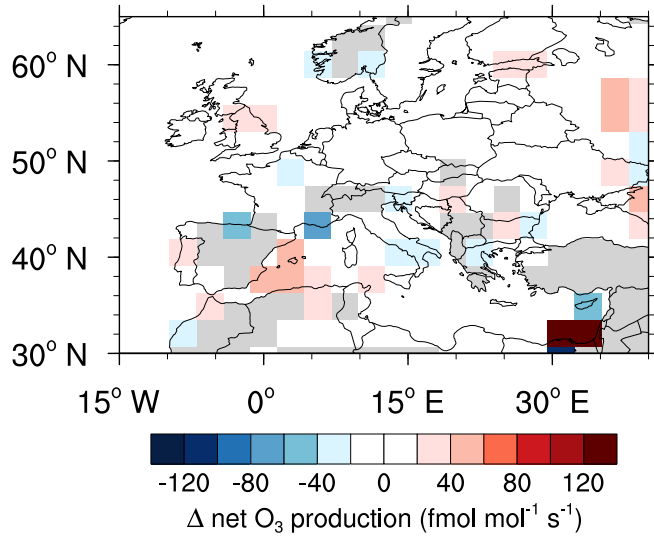 60° N
50° N
40° N
30° N
15° W 0° 15° E 30° E
-120 -80 -40 0 40 80 120
Δ net O₃ production (fmol mol⁻¹ s⁻¹)